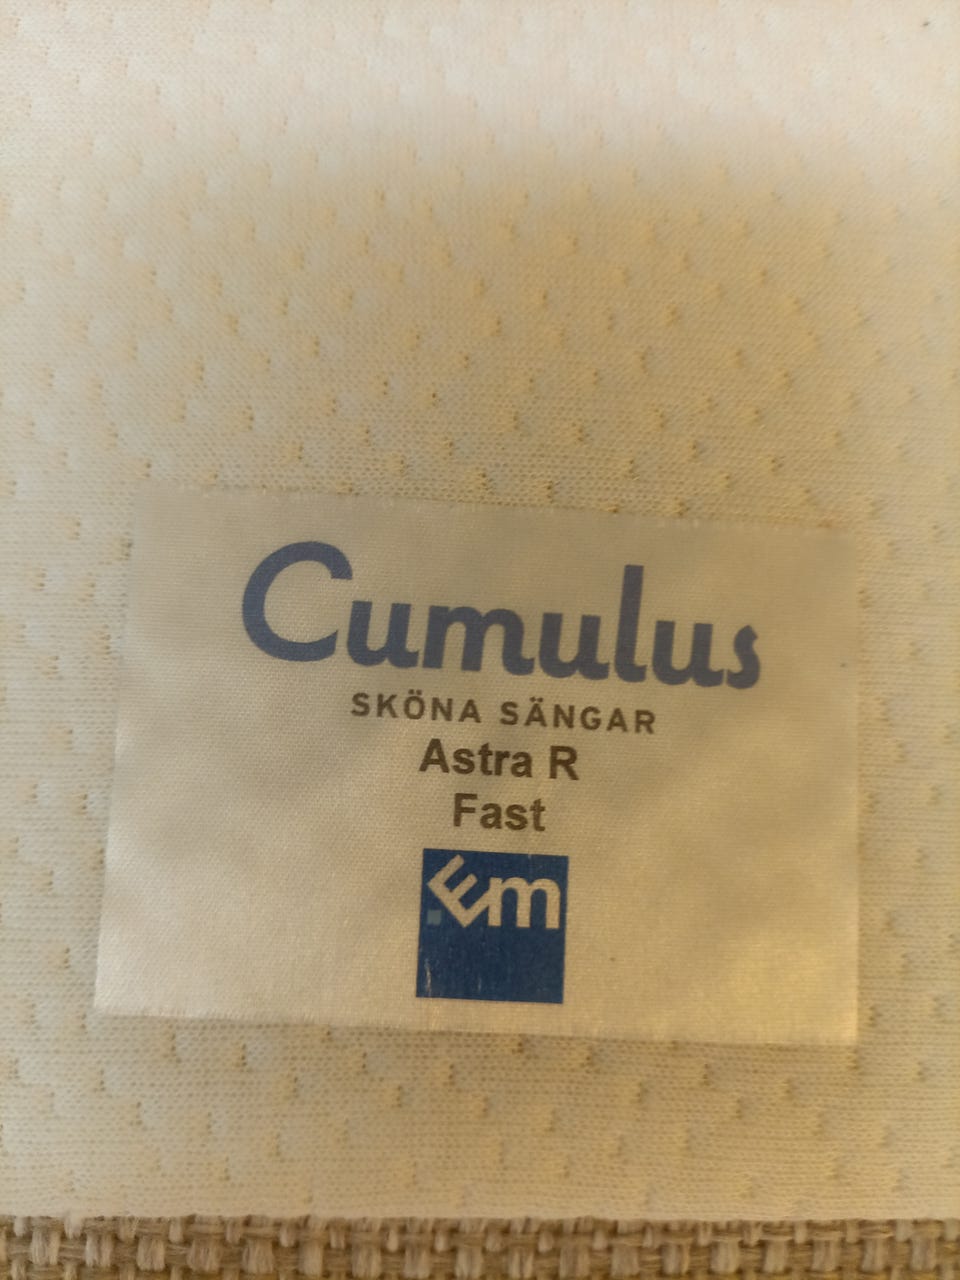 Cumulus
SKÖNA SÄNGAR
Astra R
Fast
Em